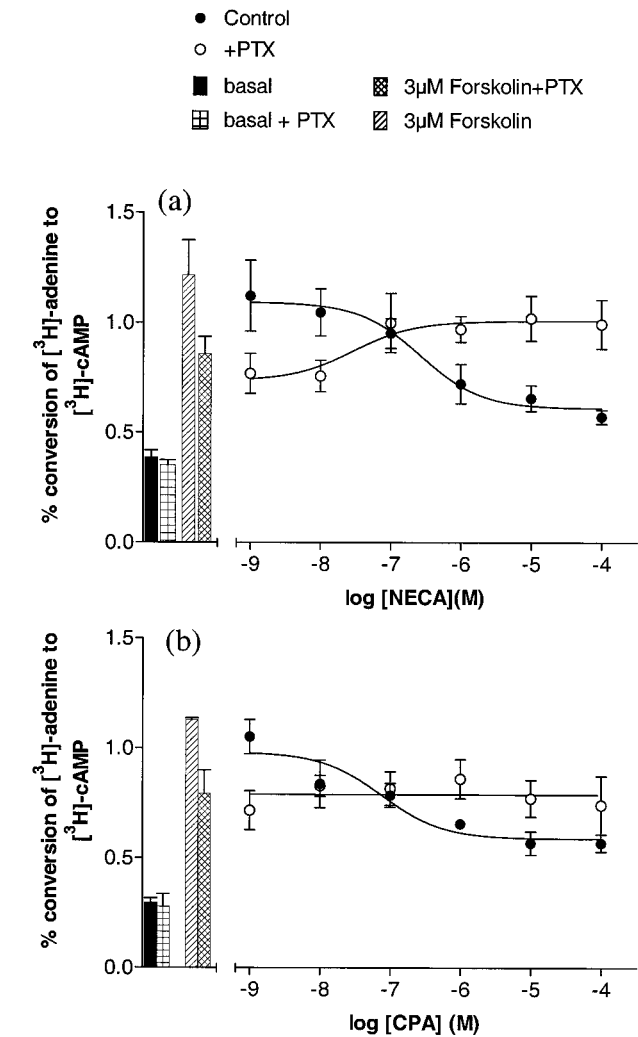 Control
+PTX
basal
3µM Forskolin+PTX
basal + PTX
3µM Forskolin
(a)
% conversion of [³H]-adenine to
[³H]-cAMP
1.5
1.0
0.5
0.0
-9 -8 -7 -6 -5 -4
log [NECA](M)
(b)
% conversion of [³H]-adenine to
[³H]-cAMP
1.5
1.0
0.5
0.0
-9 -8 -7 -6 -5 -4
log [CPA] (M)